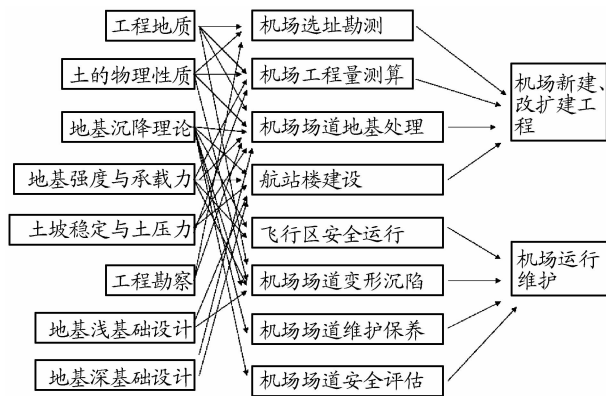 工程地质
土的物理性质
地基沉降理论
地基强度与承载力
土坡稳定与土压力
工程勘察
地基浅基础设计
地基深基础设计
机场选址勘测
机场工程量测算
机场场道地基处理
航站楼建设
飞行区安全运行
机场场道变形沉陷
机场场道维护保养
机场场道安全评估
机场新建、
改扩建工
程
机场运行
维护